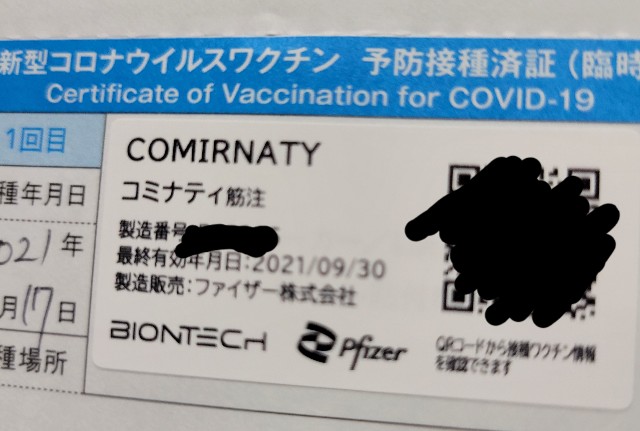 新型コロナウイルスワクチン 予防接種済証(臨時
Certificate of Vaccination for COVID-19
1回目
種年月日
021年
月17日
種場所
COMIRNATY
コミナティ筋注
製造番号
最終有効年月日:2021/09/30
製造販売:ファイザー株式会社
BIONTECH
Pfizer
QRコードから接種ワクチン情報
を確認できます